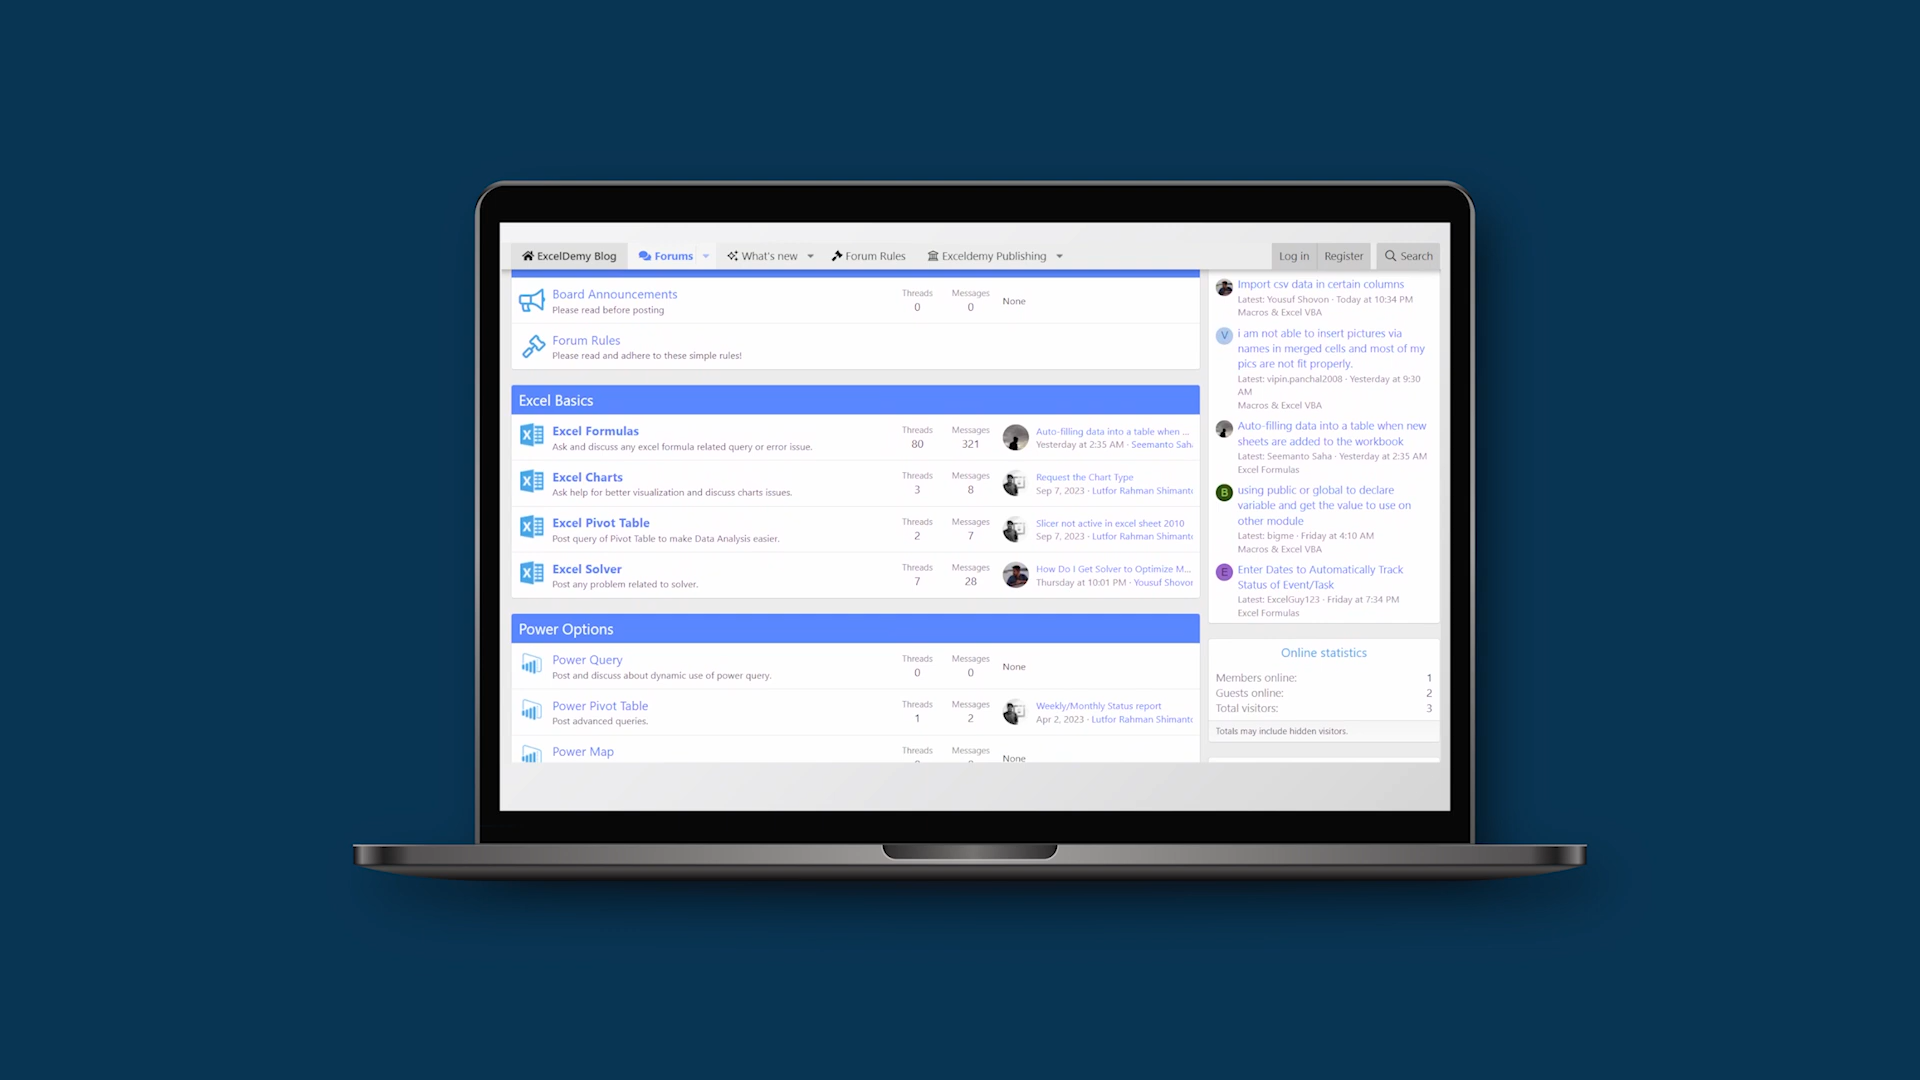 ExcelDemy Blog
Forums
What's new
Forum Rules
Exceldemy Publishing
Log in
Register
Search
Board Announcements
Please read before posting
Threads
0
Messages
0
None
Forum Rules
Please read and adhere to these simple rules!
Excel Basics
Excel Formulas
Ask and discuss any excel formula related query or error issue.
Threads
80
Messages
321
Auto-filling data into a table when ...
Yesterday at 2:35 AM · Seemanto Saha
Excel Charts
Ask help for better visualization and discuss charts issues.
Threads
3
Messages
8
Request the Chart Type
Sep 7, 2023 · Lutfor Rahman Shimanto
Excel Pivot Table
Post query of Pivot Table to make Data Analysis easier.
Threads
2
Messages
7
Slicer not active in excel sheet 2010
Sep 7, 2023 · Lutfor Rahman Shimanto
Excel Solver
Post any problem related to solver.
Threads
7
Messages
28
How Do I Get Solver to Optimize M...
Thursday at 10:01 PM · Yousuf Shovon
Power Options
Power Query
Post and discuss about dynamic use of power query.
Threads
0
Messages
0
None
Power Pivot Table
Post advanced queries.
Threads
1
Messages
2
Weekly/Monthly Status report
Apr 2, 2023 · Lutfor Rahman Shimanto
Power Map
Threads
Messages
None
Import csv data in certain columns
Latest: Yousuf Shovon · Today at 10:34 PM
Macros & Excel VBA
V
i am not able to insert pictures via
names in merged cells and most of my
pics are not fit properly.
Latest: vipin.panchal2008 · Yesterday at 9:30
AM
Macros & Excel VBA
Auto-filling data into a table when new
sheets are added to the workbook
Latest: Seemanto Saha · Yesterday at 2:35 AM
Excel Formulas
B
using public or global to declare
variable and get the value to use on
other module
Latest: bigme · Friday at 4:10 AM
Macros & Excel VBA
E
Enter Dates to Automatically Track
Status of Event/Task
Latest: ExcelGuy123 · Friday at 7:34 PM
Excel Formulas
Online statistics
Members online: 1
Guests online: 2
Total visitors: 3
Totals may include hidden visitors.